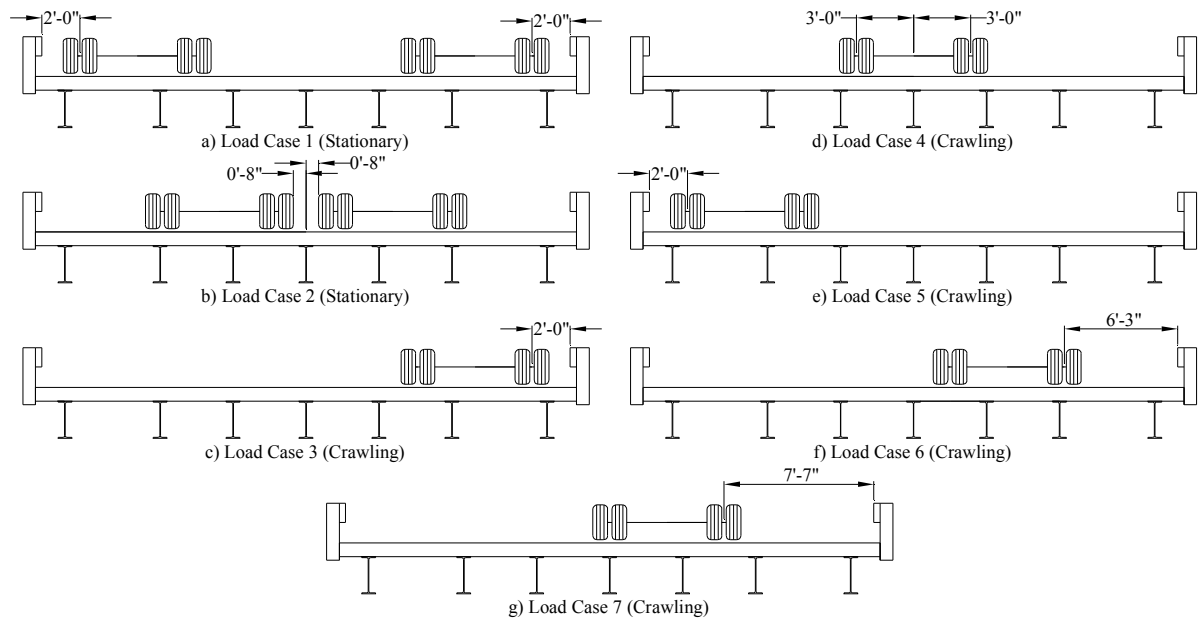 2'-0"
2'-0"
a) Load Case 1 (Stationary)
3'-0"
3'-0"
d) Load Case 4 (Crawling)
0'-8"
0'-8"
b) Load Case 2 (Stationary)
2'-0"
e) Load Case 5 (Crawling)
2'-0"
c) Load Case 3 (Crawling)
6'-3"
f) Load Case 6 (Crawling)
7'-7"
g) Load Case 7 (Crawling)